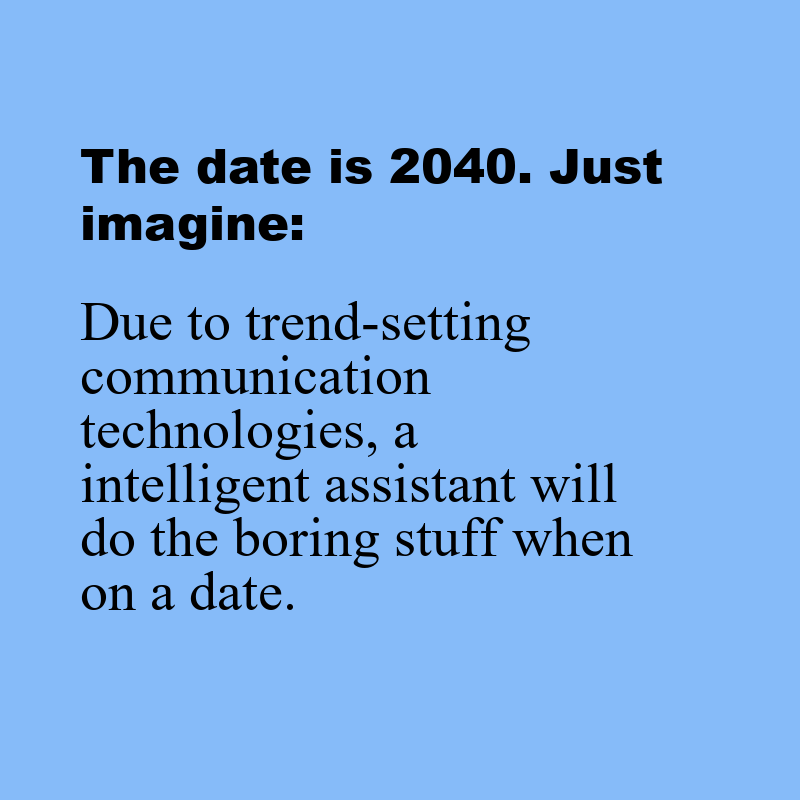 The date is 2040. Just
imagine:
Due to trend-setting
communication
technologies, a
intelligent assistant will
do the boring stuff when
on a date.